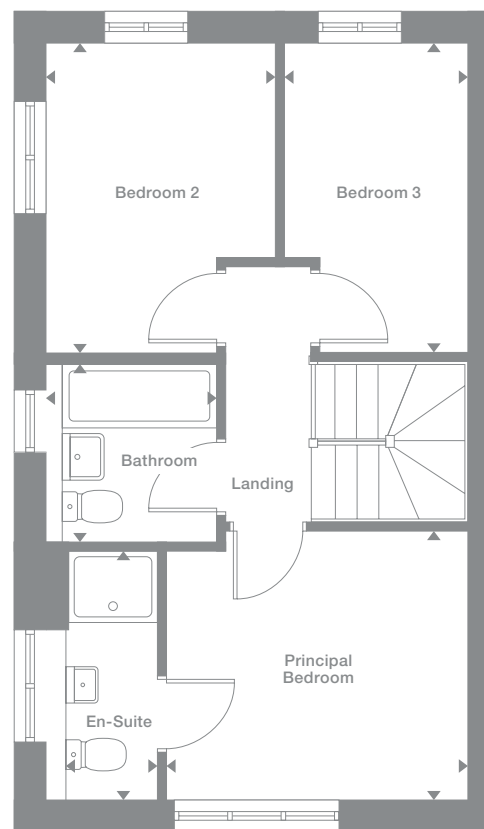 Bedroom 2
Bedroom 3
Bathroom
Landing
Principal
Bedroom
En-Suite